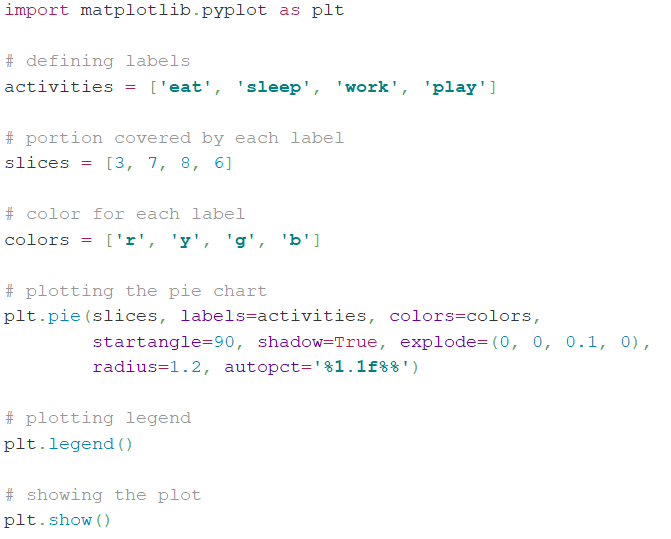 import matplotlib.pyplot as plt
# defining labels
activities = ['eat', 'sleep', 'work', 'play']
# portion covered by each label
slices = [3, 7, 8, 6]
# color for each label
colors = ['r', 'y', 'g', 'b']
# plotting the pie chart
plt.pie(slices, labels=activities, colors=colors,
        startangle=90, shadow=True, explode=(0, 0, 0.1, 0),
        radius=1.2, autopct='%1.1f%%')
# plotting legend
plt.legend()
# showing the plot
plt.show()